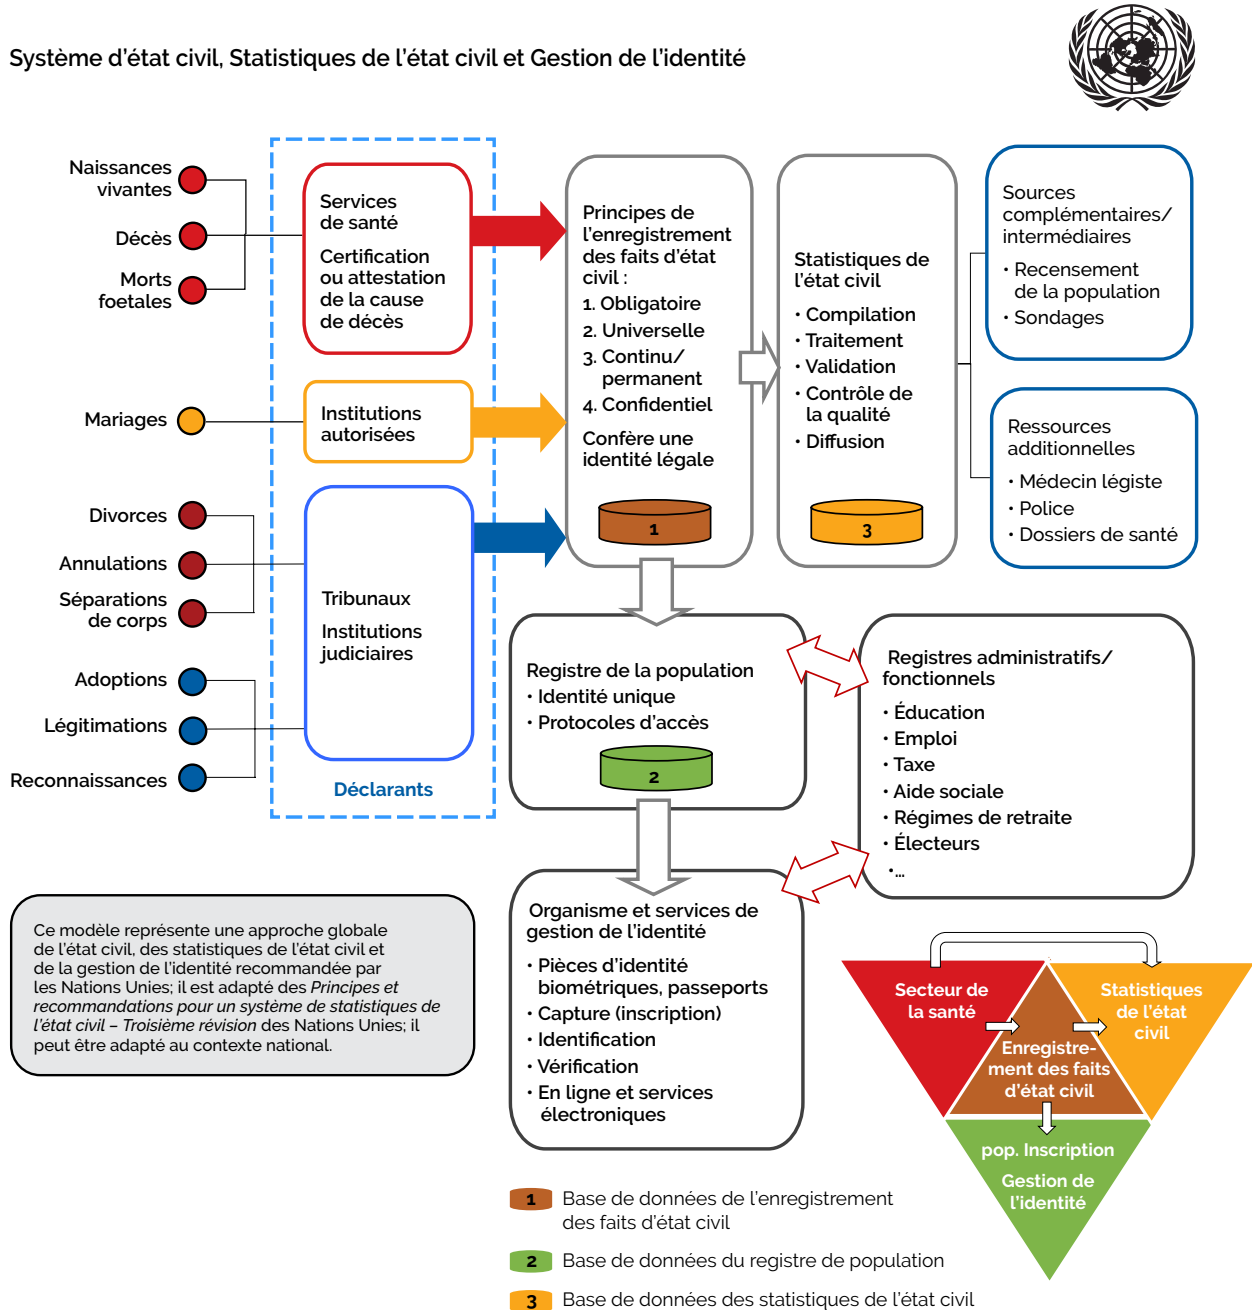 Système d'état civil, Statistiques de l'état civil et Gestion de l'identité
Naissances
vivantes
Décès
Morts
foetales
Mariages
Divorces
Annulations
Séparations
de corps
Adoptions
Légitimations
Reconnaissances
Services
de santé
Certification
ou attestation
de la cause
de décès
Institutions
autorisées
Tribunaux
Institutions
judiciaires
Déclarants
Principes de
l'enregistrement
des faits d'état
civil :
1. Obligatoire
2. Universelle
3. Continu/
permanent
4. Confidentiel
Confère une
identité légale
1
Statistiques de
l'état civil
• Compilation
• Traitement
• Validation
• Contrôle de
la qualité
• Diffusion
3
Sources
complémentaires/
intermédiaires
• Recensement
de la population
• Sondages
Ressources
additionnelles
• Médecin légiste
• Police
• Dossiers de santé
Registre de la population
• Identité unique
• Protocoles d'accès
2
Registres administratifs/
fonctionnels
• Éducation
• Emploi
• Taxe
• Aide sociale
• Régimes de retraite
• Électeurs
•...
Organisme et services de
gestion de l'identité
• Pièces d'identité
biométriques, passeports
• Capture (inscription)
• Identification
• Vérification
• En ligne et services
électroniques
Ce modèle représente une approche globale
de l'état civil, des statistiques de l'état civil et
de la gestion de l'identité recommandée par
les Nations Unies; il est adapté des Principes et
recommandations pour un système de statistiques de
l'état civil – Troisième révision des Nations Unies; il
peut être adapté au contexte national.
Secteur de
la santé
Statistiques
de l'état
civil
Enregistre-
ment des faits
d'état civil
pop. Inscription
Gestion de
l'identité
1 Base de données de l'enregistrement
des faits d'état civil
2 Base de données du registre de population
3 Base de données des statistiques de l'état civil